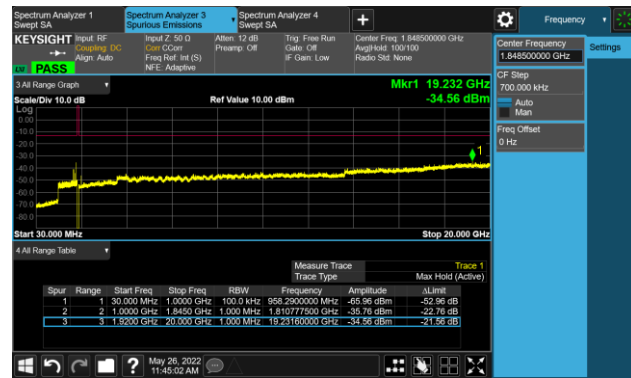 Spectrum Analyzer 1
Swept SA
Spectrum Analyzer 3
Spurious Emissions
Spectrum Analyzer 4
Swept SA
+
Frequency
KEYSIGHT
Input: RF
Coupling: DC
Align: Auto
Input Z: 50 Ω
Corr CCorr
Freq Ref: Int (S)
NFE: Adaptive
Atten: 12 dB
Preamp: Off
Trig: Free Run
Gate: Off
IF Gain: Low
Center Freq: 1.848500000 GHz
Avg|Hold: 100/100
Radio Std: None
PASS
Center Frequency
1.848500000 GHz
Settings
CF Step
700.000 kHz
Auto
Man
Freq Offset
0 Hz
3 All Range Graph
Mkr1 19.232 GHz
Scale/Div 10.0 dB
Ref Value 10.00 dBm
-34.56 dBm
Log
0.00
-10.0
-20.0
-30.0
-40.0
-50.0
-60.0
-70.0
-80.0
1
Start 30.000 MHz
Stop 20.000 GHz
4 All Range Table
Measure Trace Trace 1
Trace Type Max Hold (Active)
Spur Range Start Freq Stop Freq RBW Frequency Amplitude ΔLimit
1 1 30.000 MHz 1.0000 GHz 100.0 kHz 958.2900000 MHz -65.96 dBm -52.96 dB
2 2 1.0000 GHz 1.8450 GHz 1.000 MHz 1.810777500 GHz -35.76 dBm -22.76 dB
3 3 1.9200 GHz 20.000 GHz 1.000 MHz 19.23160000 GHz -34.56 dBm -21.56 dB
?
May 26, 2022
11:45:02 AM